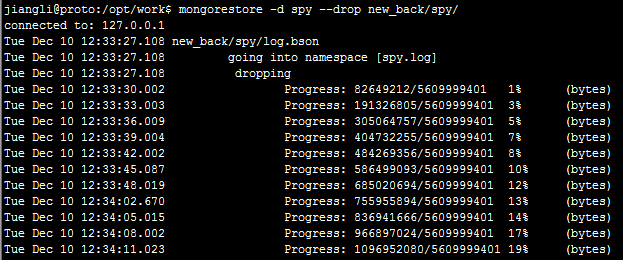 jiangli@proto:/opt/work$ mongorestore -d spy --drop new_back/spy/
connected to: 127.0.0.1
Tue Dec 10 12:33:27.108 new_back/spy/log.bson
Tue Dec 10 12:33:27.108 going into namespace [spy.log]
Tue Dec 10 12:33:27.108 dropping
Tue Dec 10 12:33:30.002 Progress: 82649212/5609999401 1% (bytes)
Tue Dec 10 12:33:33.003 Progress: 191326805/5609999401 3% (bytes)
Tue Dec 10 12:33:36.009 Progress: 305064757/5609999401 5% (bytes)
Tue Dec 10 12:33:39.004 Progress: 404732255/5609999401 7% (bytes)
Tue Dec 10 12:33:42.002 Progress: 484269356/5609999401 8% (bytes)
Tue Dec 10 12:33:45.087 Progress: 586499093/5609999401 10% (bytes)
Tue Dec 10 12:33:48.019 Progress: 685020694/5609999401 12% (bytes)
Tue Dec 10 12:34:02.670 Progress: 755955894/5609999401 13% (bytes)
Tue Dec 10 12:34:05.015 Progress: 836941666/5609999401 14% (bytes)
Tue Dec 10 12:34:08.002 Progress: 966897024/5609999401 17% (bytes)
Tue Dec 10 12:34:11.023 Progress: 1096952080/5609999401 19% (bytes)